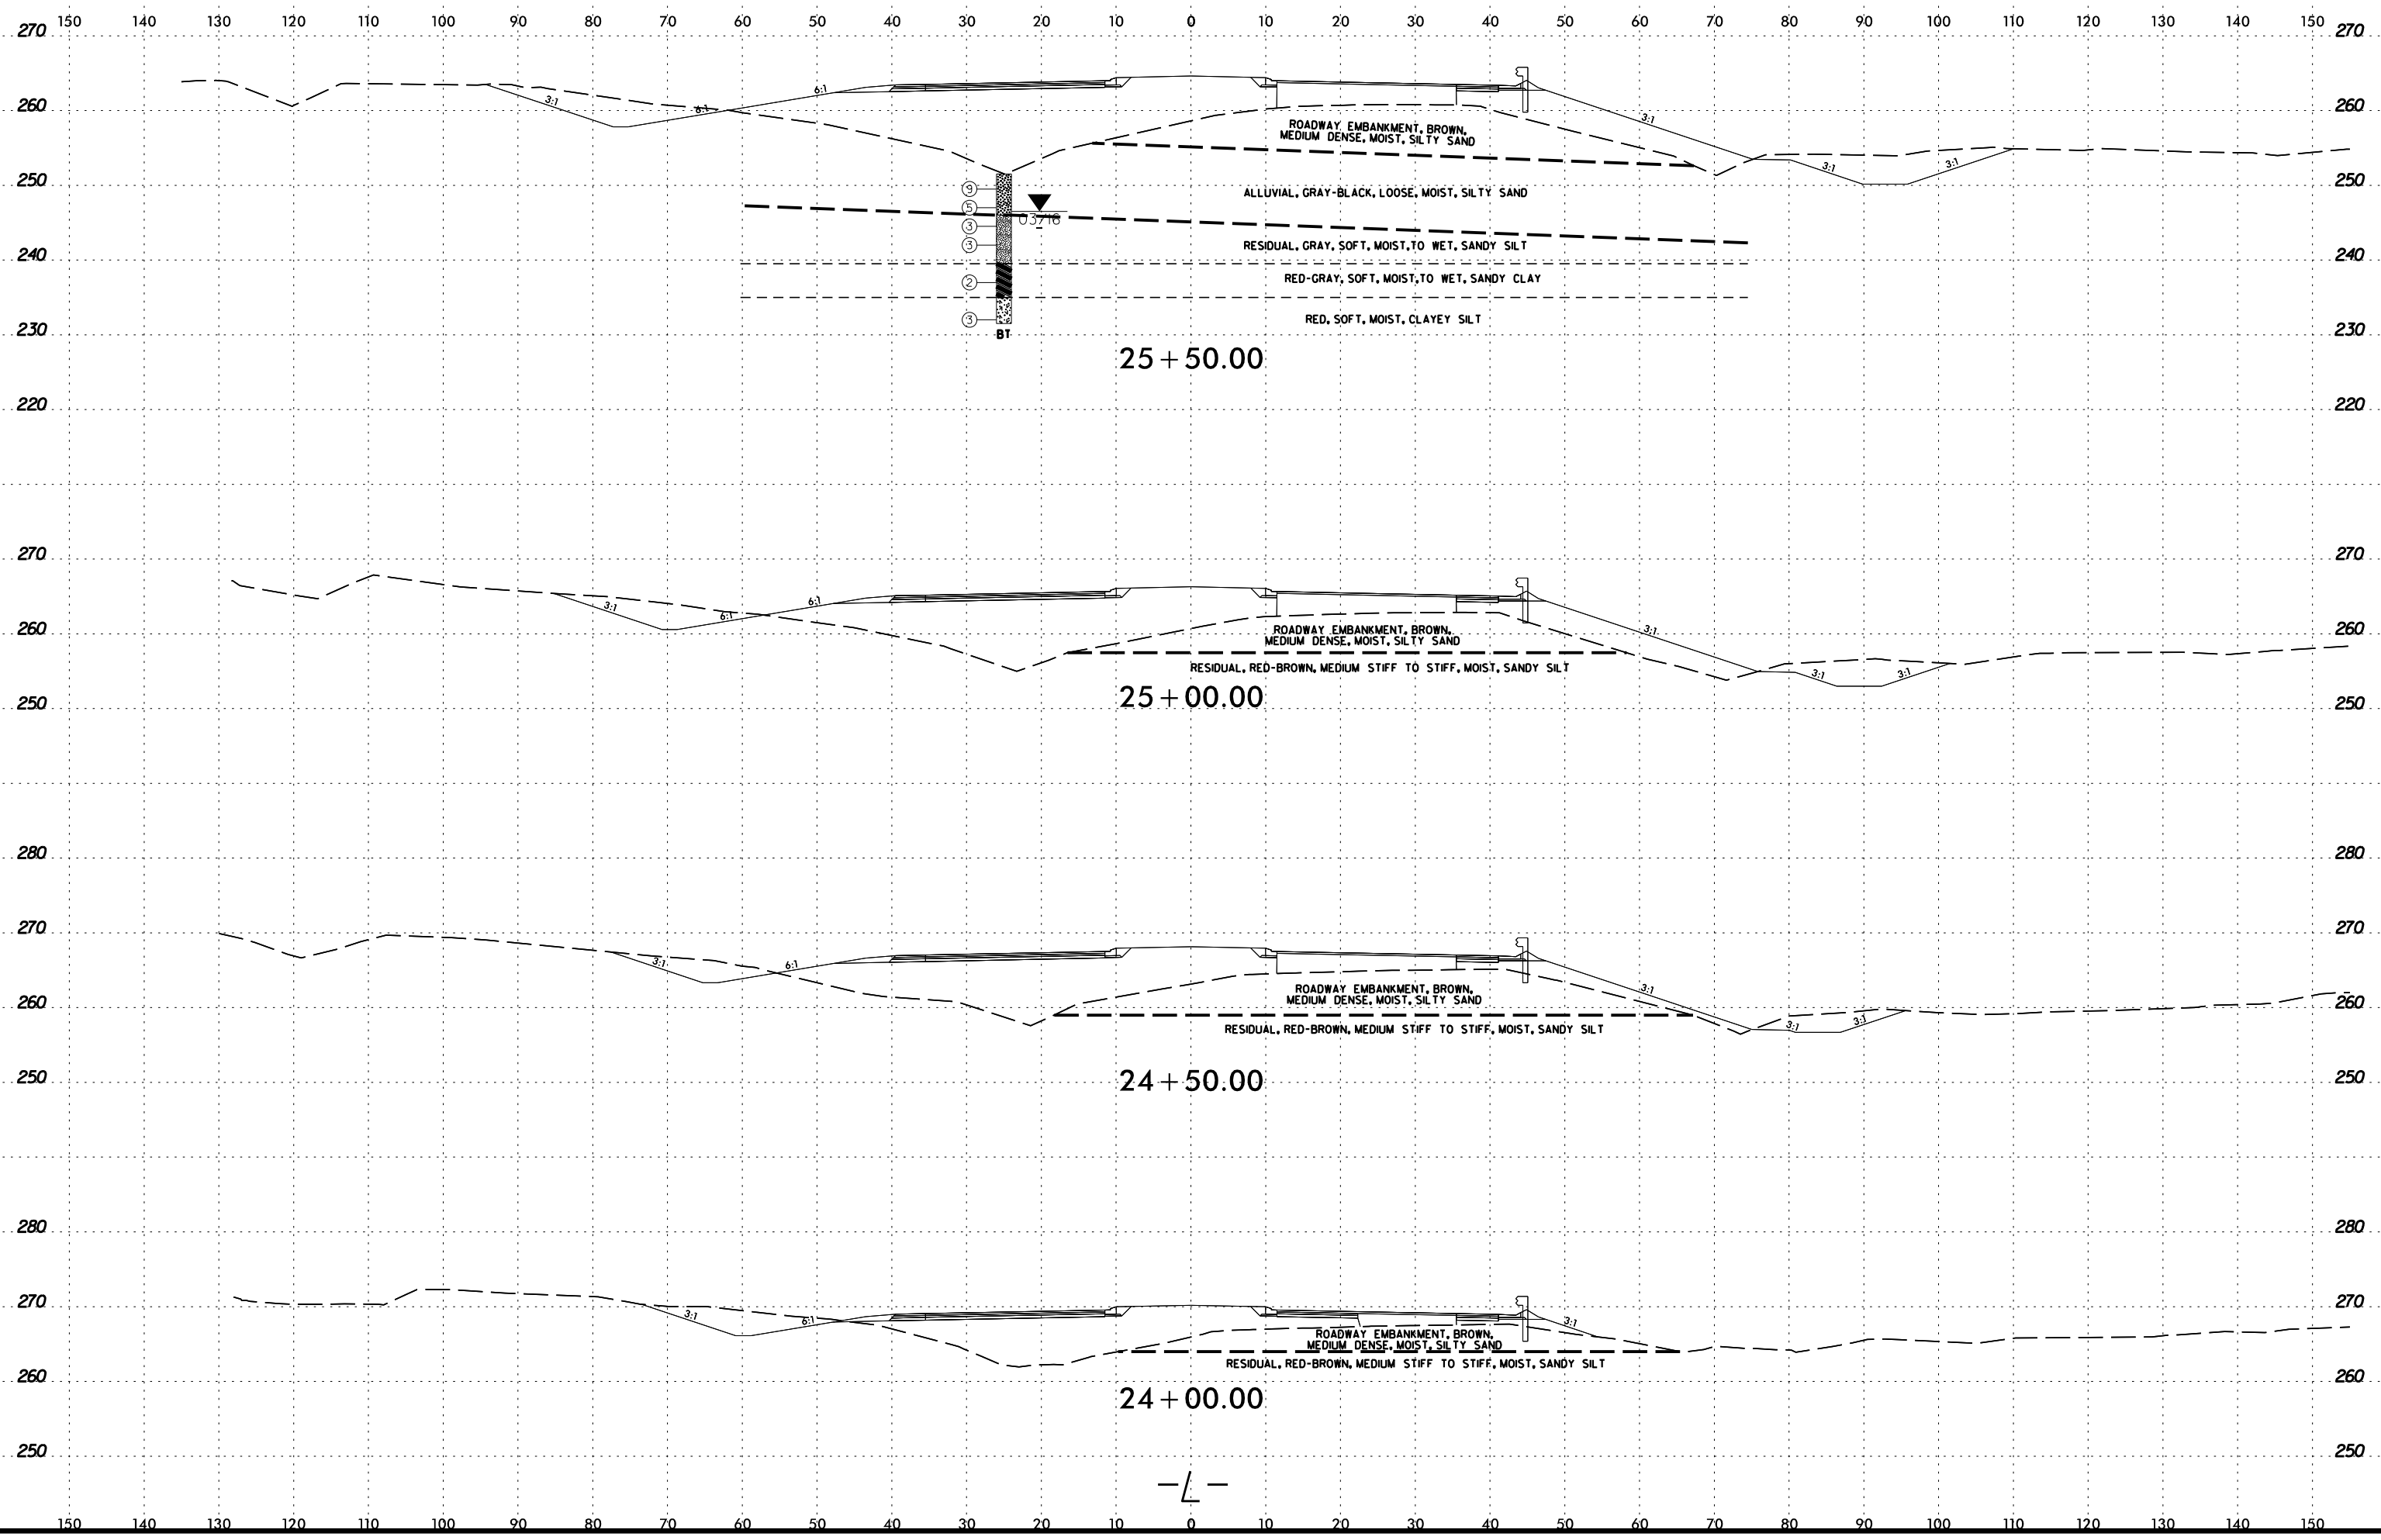 150 140 130 120 110 100 90 80 70 60 50 40 30 20 10 0 10 20 30 40 50 60 70 80 90 100 110 120 130 140 150
270 270
6:1
3:1 6:1
260 260
3:1
ROADWAY EMBANKMENT, BROWN,
MEDIUM DENSE, MOIST, SILTY SAND
3:1 3:1
250 250
9
ALLUVIAL, GRAY-BLACK, LOOSE, MOIST, SILTY SAND
5
03/18
3
3
RESIDUAL, GRAY, SOFT, MOIST,TO WET, SANDY SILT
240 240
RED-GRAY, SOFT, MOIST,TO WET, SANDY CLAY
2
RED, SOFT, MOIST, CLAYEY SILT
3
230 230
BT
25+50.00
220 220
270 270
6:1
3:1 6:1
260 260
3:1
ROADWAY EMBANKMENT, BROWN,
MEDIUM DENSE, MOIST, SILTY SAND
RESIDUAL, RED-BROWN, MEDIUM STIFF TO STIFF, MOIST, SANDY SILT
3:1 3:1
25+00.00
250 250
280 280
270 270
3:1 6:1
3:1
ROADWAY EMBANKMENT, BROWN,
MEDIUM DENSE, MOIST, SILTY SAND
260 260
3:1 3:1
RESIDUAL, RED-BROWN, MEDIUM STIFF TO STIFF, MOIST, SANDY SILT
24+50.00
250 250
280 280
270 270
3:1 6:1 3:1
ROADWAY EMBANKMENT, BROWN,
MEDIUM DENSE, MOIST, SILTY SAND
RESIDUAL, RED-BROWN, MEDIUM STIFF TO STIFF, MOIST, SANDY SILT
260 260
24+00.00
250 250
-L-
150 140 130 120 110 100 90 80 70 60 50 40 30 20 10 0 10 20 30 40 50 60 70 80 90 100 110 120 130 140 150